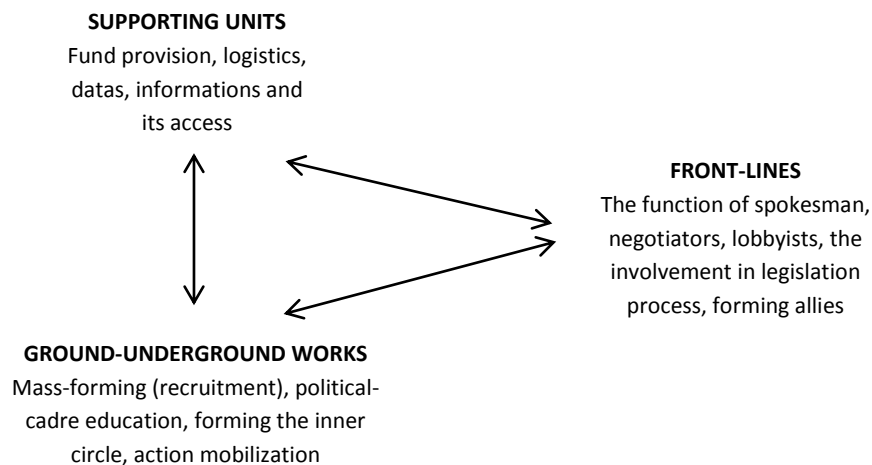 SUPPORTING UNITS
Fund provision, logistics,
datas, informations and
its access
FRONT-LINES
The function of spokesman,
negotiators, lobbyists, the
involvement in legislation
process, forming allies
GROUND-UNDERGROUND WORKS
Mass-forming (recruitment), political-
cadre education, forming the inner
circle, action mobilization